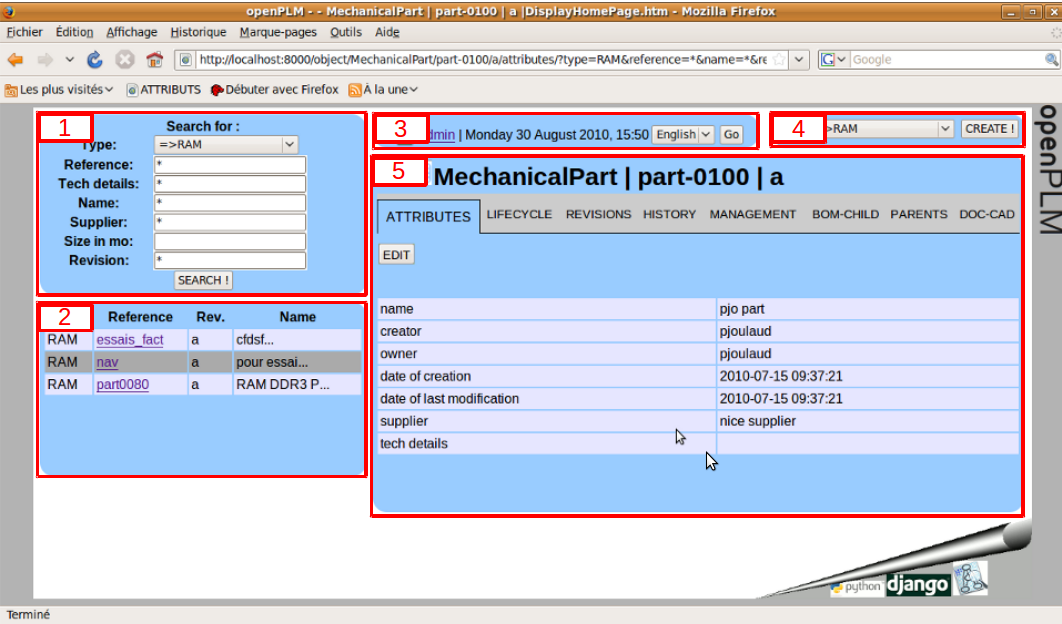 openPLM - - MechanicalPart | part-0100 | a |DisplayHomePage.htm - Mozilla Firefox
Fichier Édition Affichage Historique Marque-pages Outils Aide
http://localhost:8000/object/MechanicalPart/part-0100/a/attributes/?type=RAM&reference=*&name=*&re
Google
Les plus visités ATTRIBUTS Débuter avec Firefox À la une
1
Search for :
Type: =>RAM
Reference: *
Tech details: *
Name: *
Supplier: *
Size in mo:
Revision: *
SEARCH !
2
Reference Rev. Name
RAM essais_fact a cfdsf...
RAM nav a pour essai...
RAM part0080 a RAM DDR3 P...
3
dmin | Monday 30 August 2010, 15:50 English Go
4
>RAM CREATE !
5
MechanicalPart | part-0100 | a
ATTRIBUTES LIFECYCLE REVISIONS HISTORY MANAGEMENT BOM-CHILD PARENTS DOC-CAD
EDIT
name pjo part
creator pjoulaud
owner pjoulaud
date of creation 2010-07-15 09:37:21
date of last modification 2010-07-15 09:37:21
supplier nice supplier
tech details
openPLM
python django
Terminé